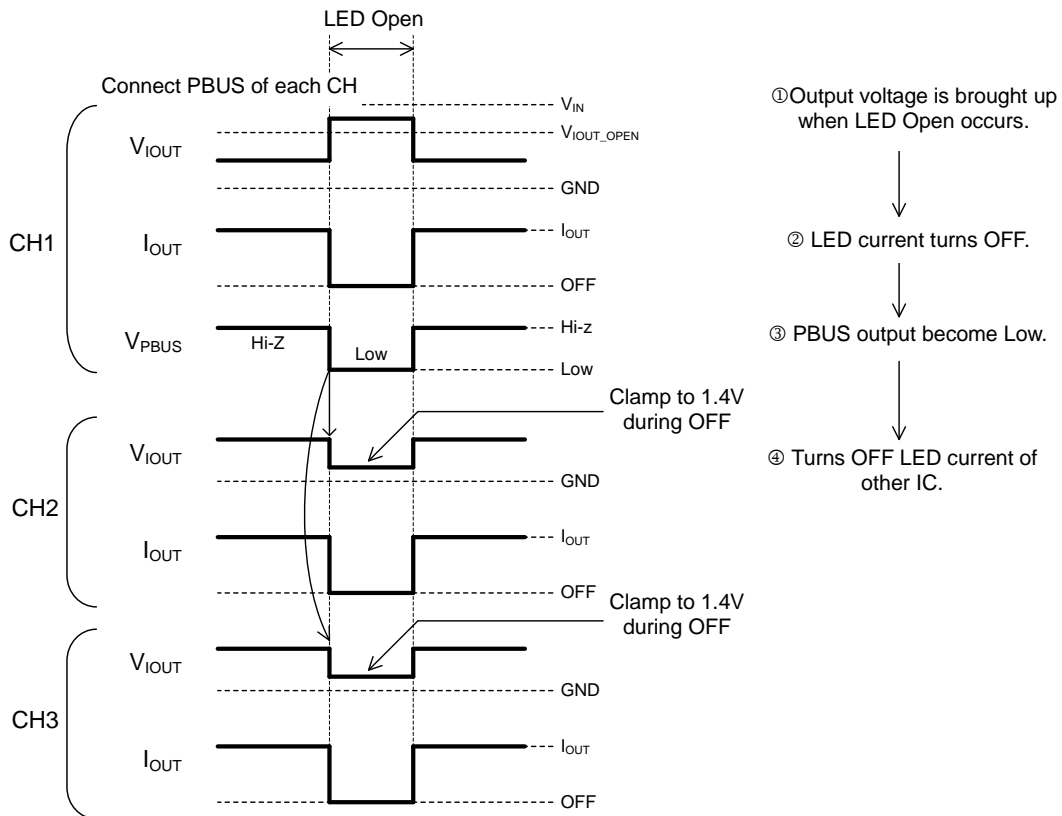 LED Open
Connect PBUS of each CH
VIN
VIOUT_OPEN
VIOUT
GND
CH1
IOUT
IOUT
OFF
VPBUS
Hi-Z
Low
Hi-z
Low
Clamp to 1.4V
during OFF
VIOUT
GND
CH2
IOUT
IOUT
OFF
Clamp to 1.4V
during OFF
VIOUT
GND
CH3
IOUT
IOUT
OFF
①Output voltage is brought up
when LED Open occurs.
② LED current turns OFF.
③ PBUS output become Low.
④ Turns OFF LED current of
other IC.